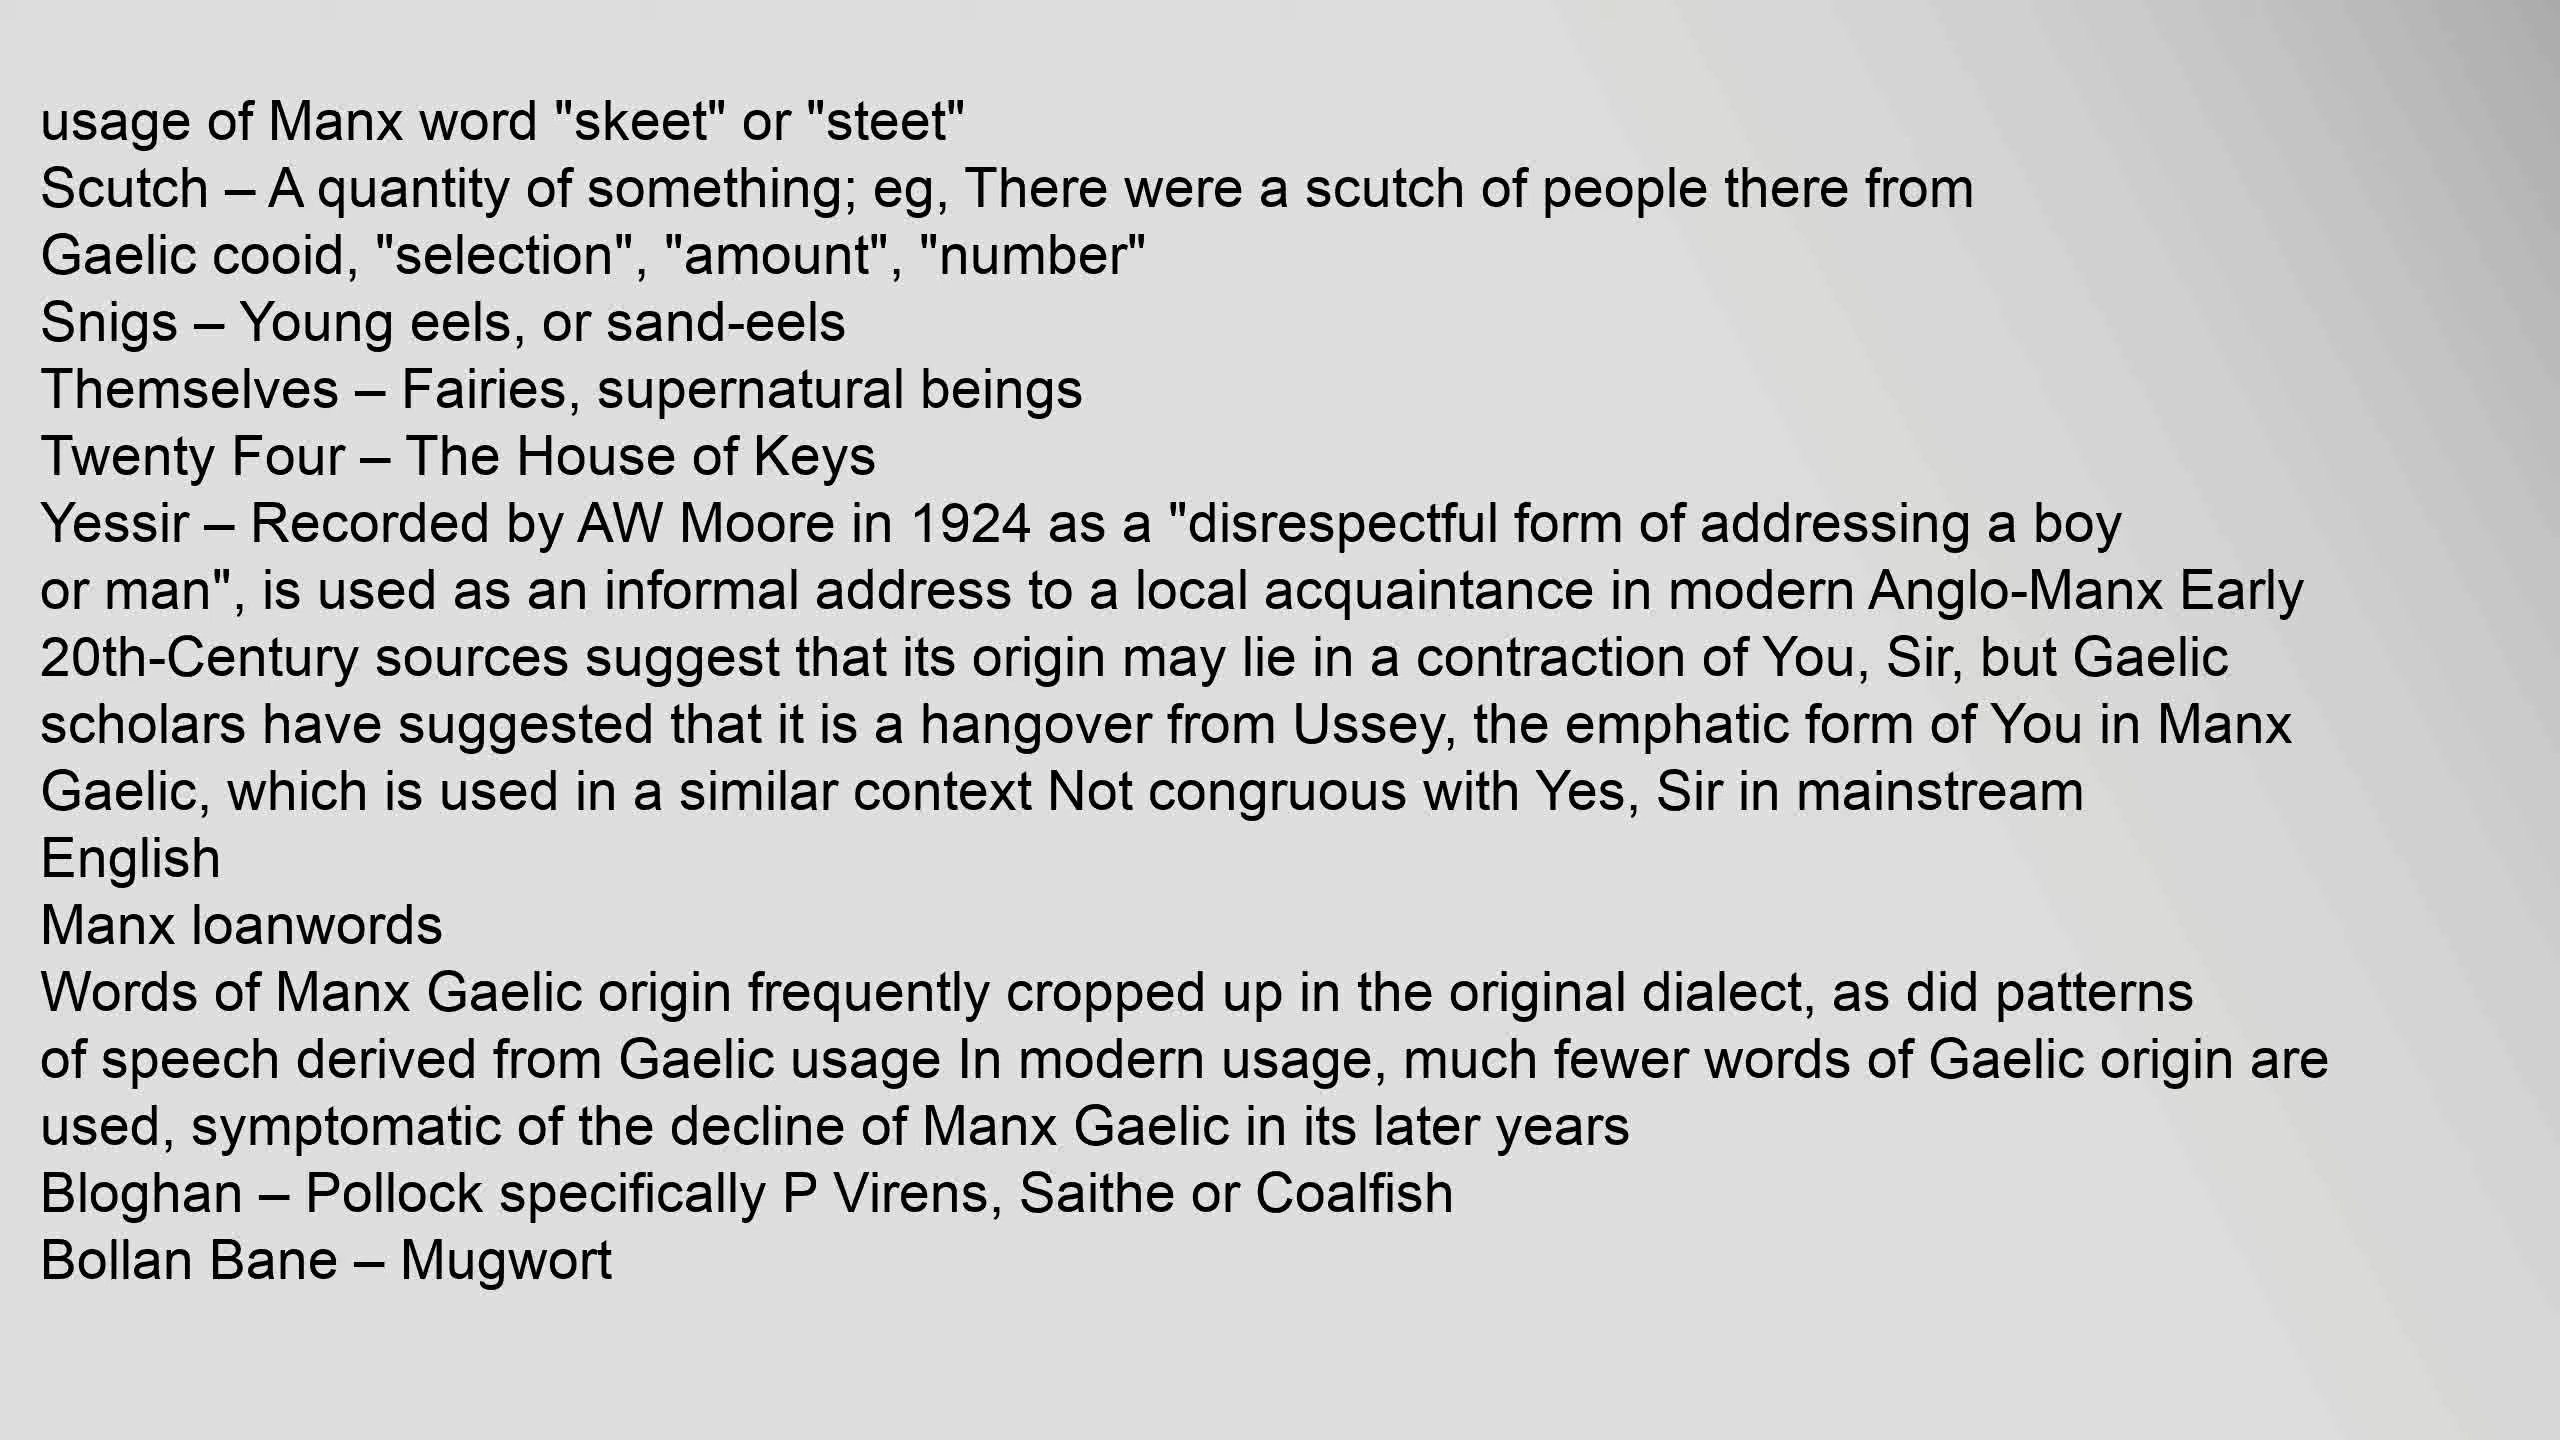 usage of Manx word "skeet" or "steet"
Scutch – A quantity of something; eg, There were a scutch of people there from
Gaelic cooid, "selection", "amount", "number"
Snigs – Young eels, or sand-eels
Themselves – Fairies, supernatural beings
Twenty Four – The House of Keys
Yessir – Recorded by AW Moore in 1924 as a "disrespectful form of addressing a boy
or man", is used as an informal address to a local acquaintance in modern Anglo-Manx Early
20th-Century sources suggest that its origin may lie in a contraction of You, Sir, but Gaelic
scholars have suggested that it is a hangover from Ussey, the emphatic form of You in Manx
Gaelic, which is used in a similar context Not congruous with Yes, Sir in mainstream
English
Manx loanwords
Words of Manx Gaelic origin frequently cropped up in the original dialect, as did patterns
of speech derived from Gaelic usage In modern usage, much fewer words of Gaelic origin are
used, symptomatic of the decline of Manx Gaelic in its later years
Bloghan – Pollock specifically P Virens, Saithe or Coalfish
Bollan Bane – Mugwort